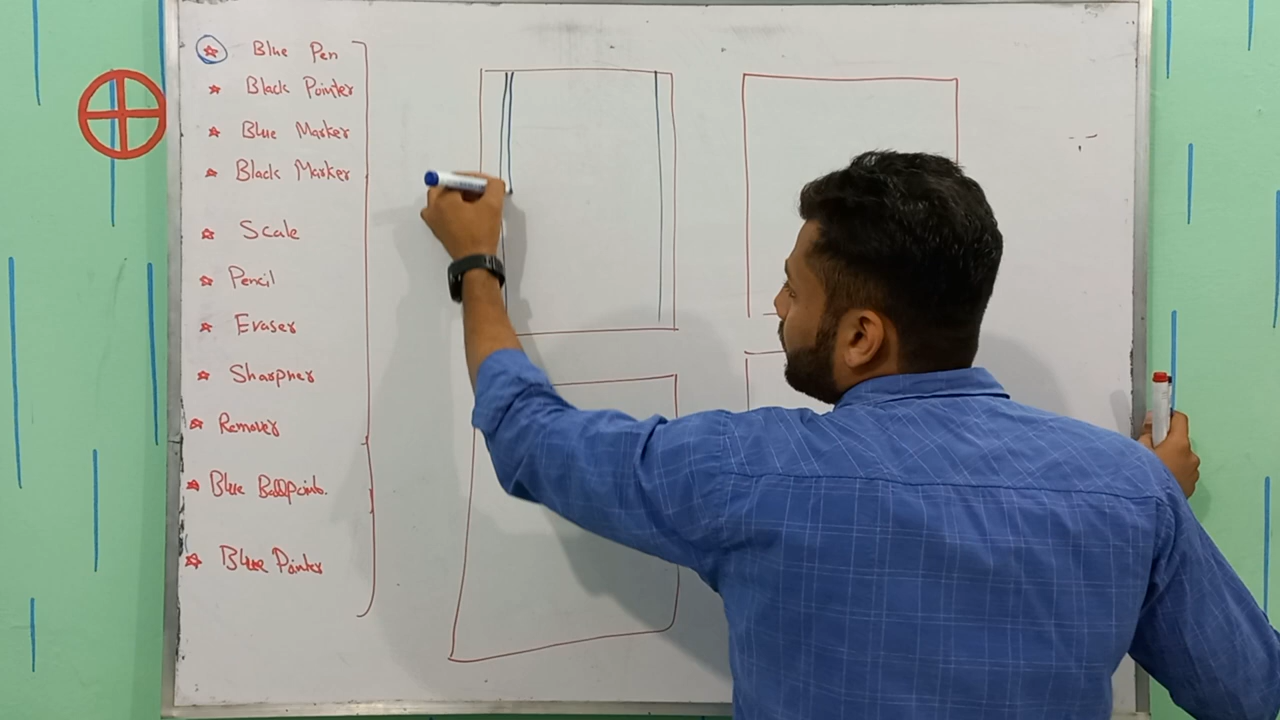 Blue Pen
Black Pointer
Blue Marker
Black Marker
Scale
Pencil
Eraser
Sharpner
Remover
Blue Ballpoint.
Blue Pointer